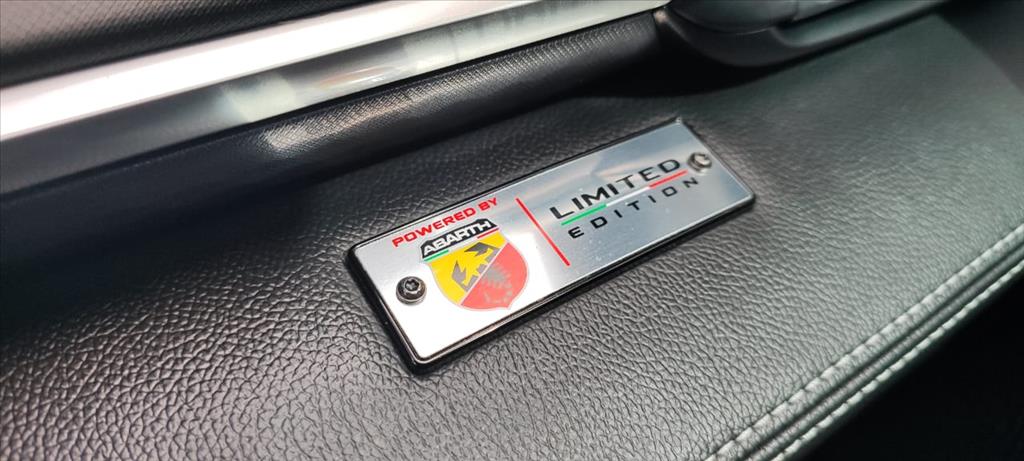 POWERED BY
ABARTH
LIMITED
EDITION